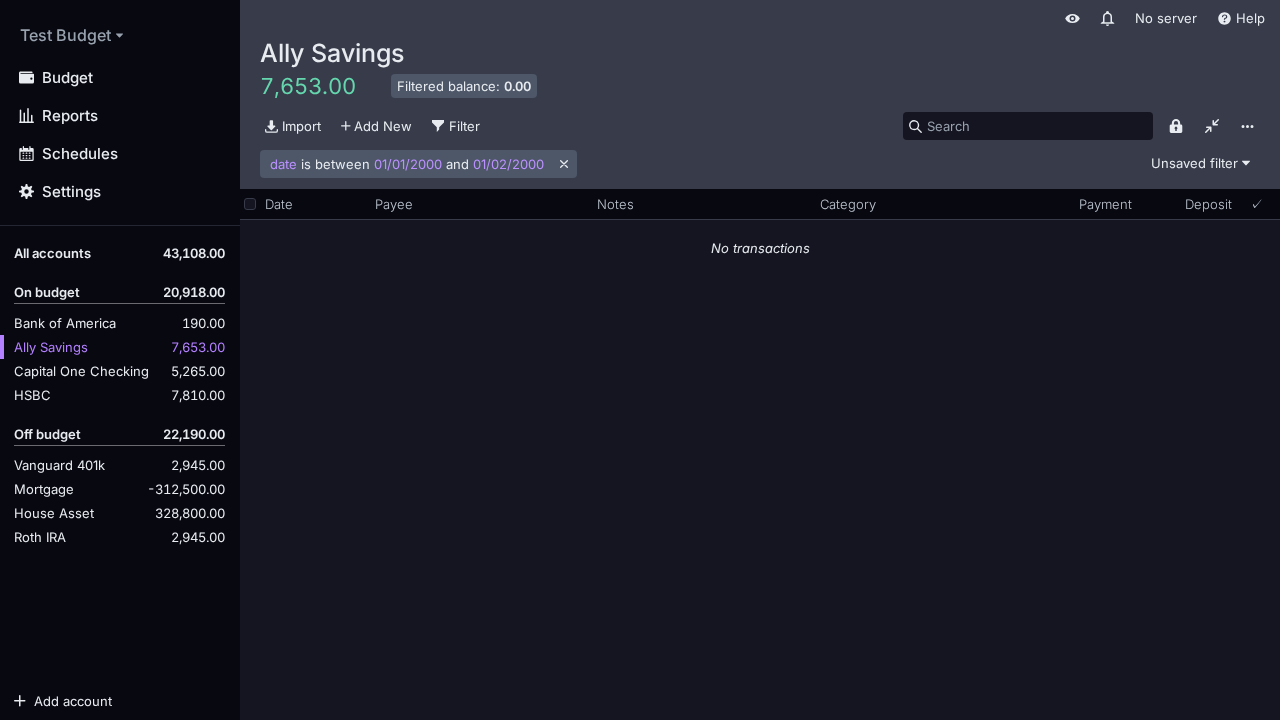 Test Budget
Budget
Reports
Schedules
Settings
All accounts 43,108.00
On budget 20,918.00
Bank of America 190.00
Ally Savings 7,653.00
Capital One Checking 5,265.00
HSBC 7,810.00
Off budget 22,190.00
Vanguard 401k 2,945.00
Mortgage -312,500.00
House Asset 328,800.00
Roth IRA 2,945.00
Add account
No server Help
Ally Savings
7,653.00 Filtered balance: 0.00
Import Add New Filter Search
date is between 01/01/2000 and 01/02/2000 Unsaved filter
Date Payee Notes Category Payment Deposit ✓
No transactions